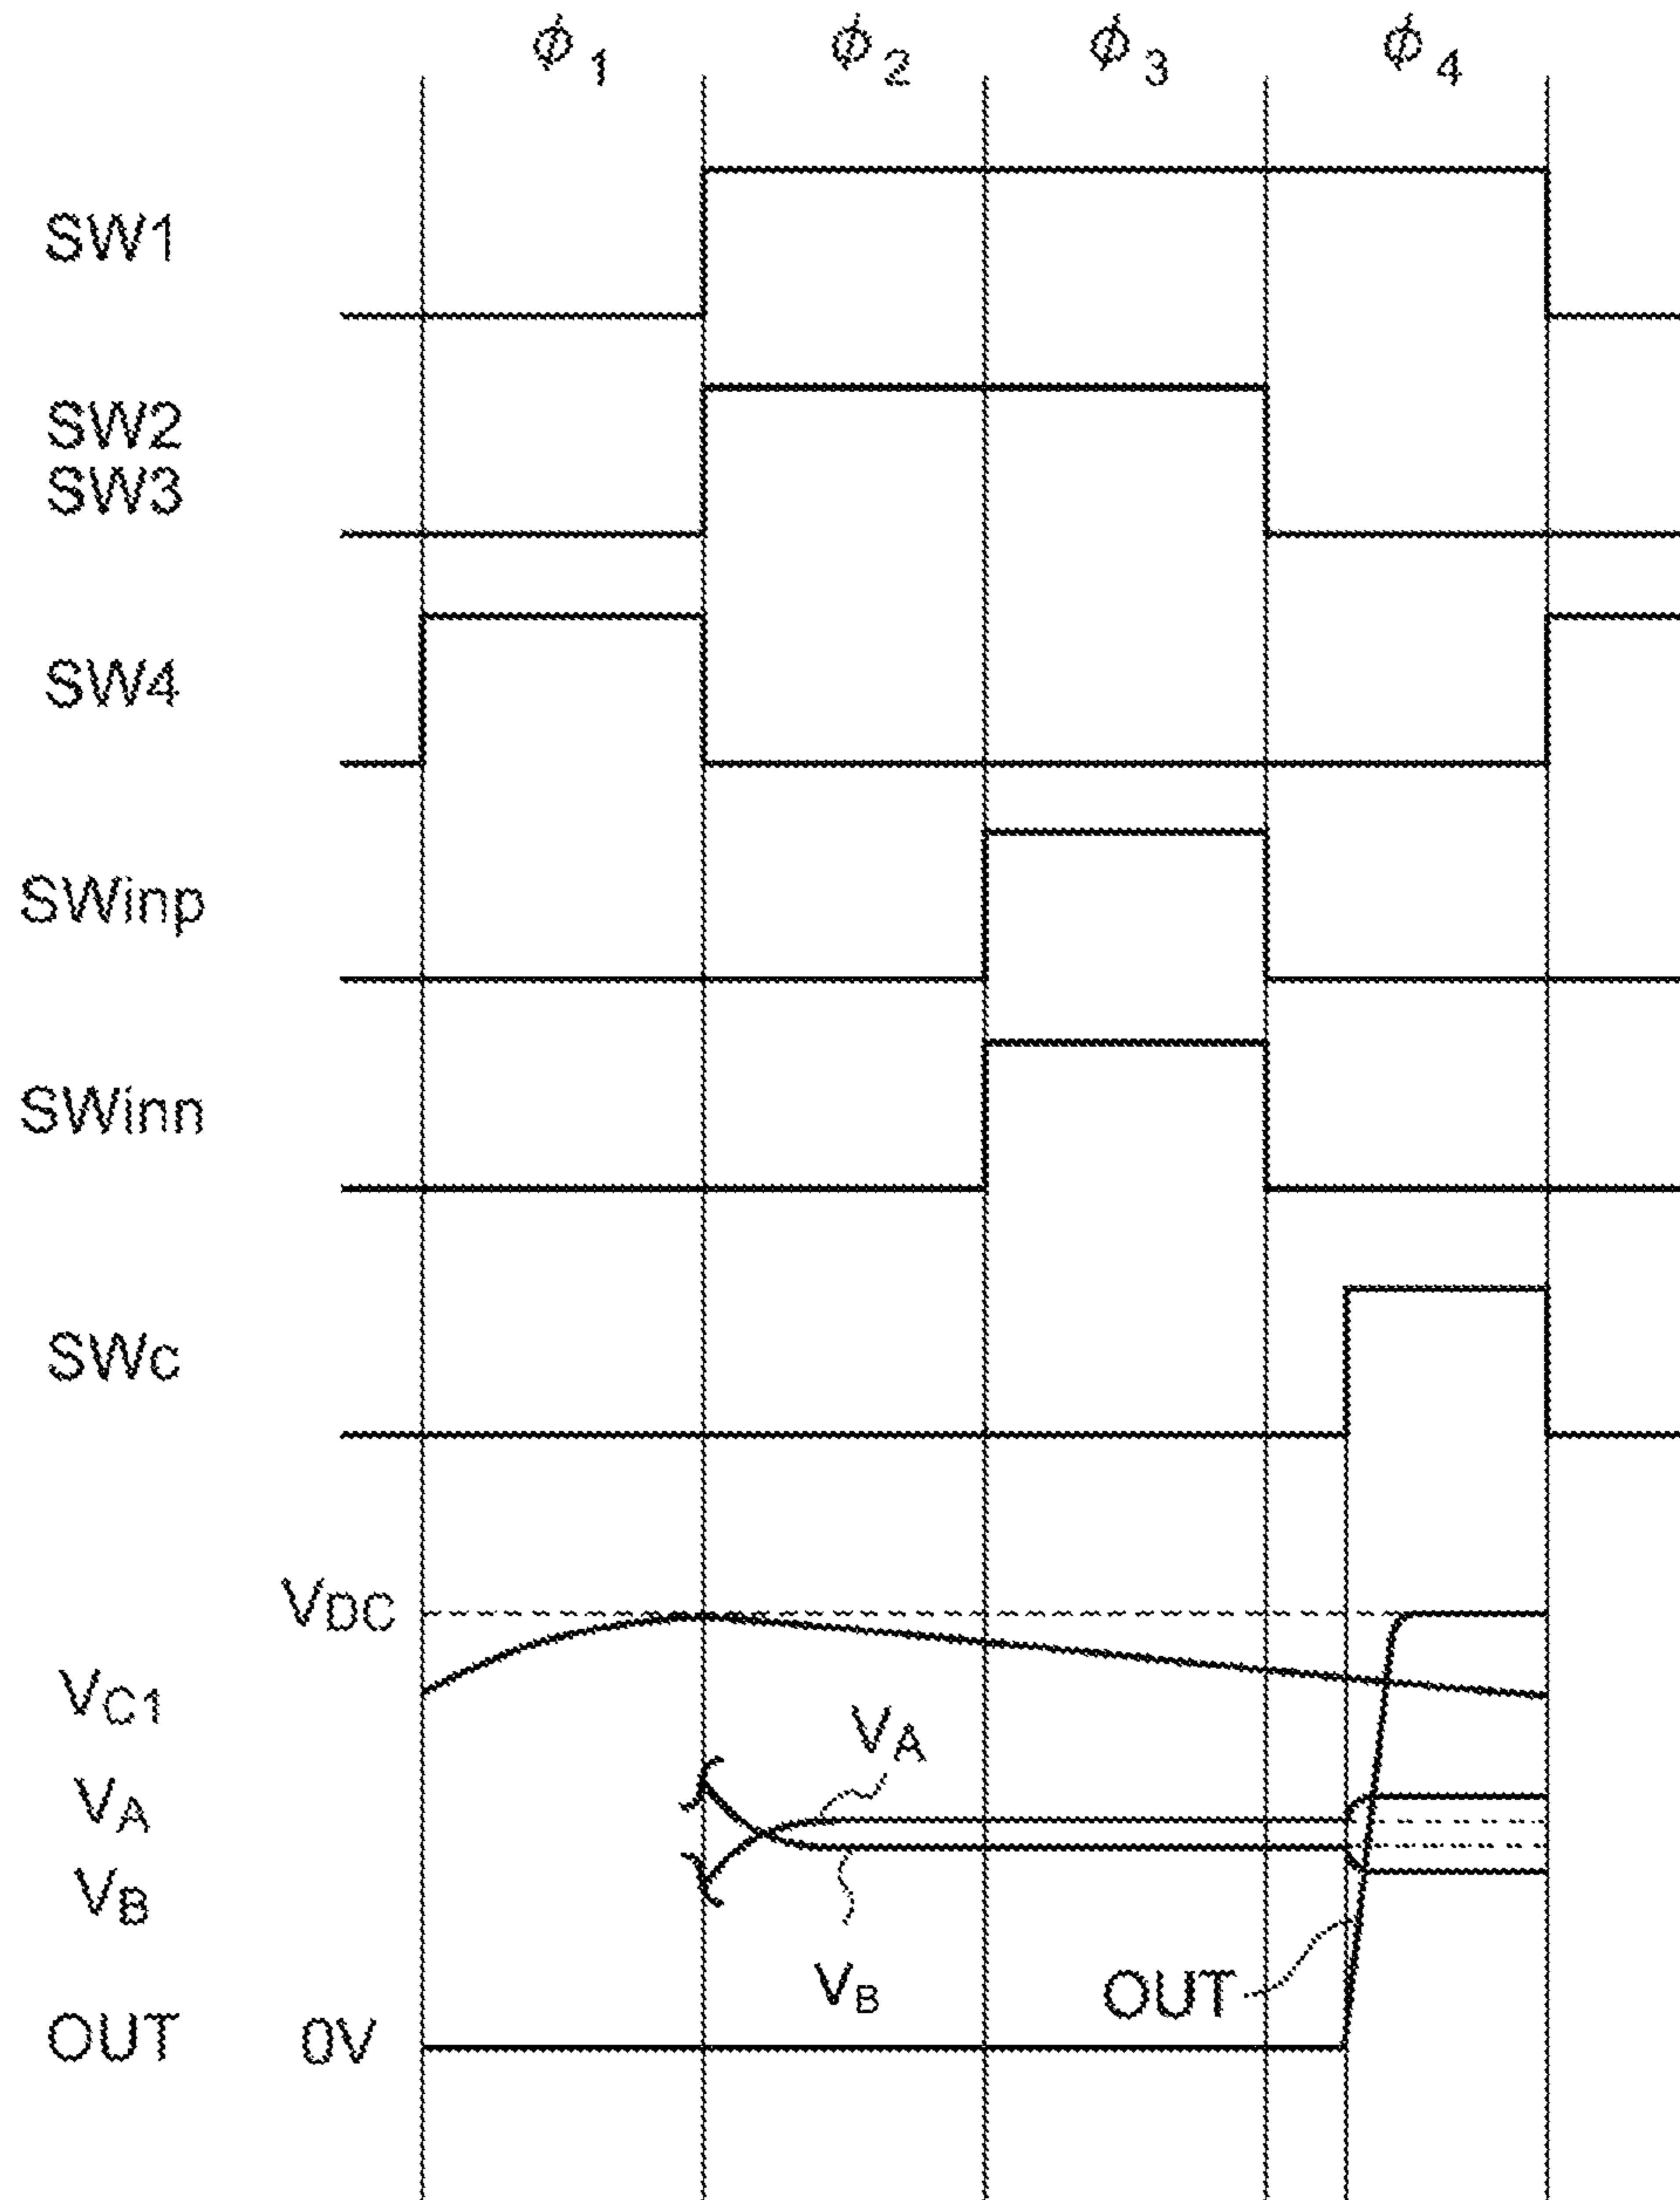 ϕ1 ϕ2 ϕ3 ϕ4
SW1
SW2
SW3
SW4
SWinp
SWinn
SWc
VDC
VC1
VA
VA
VB
VB
OUT
OUT 0V